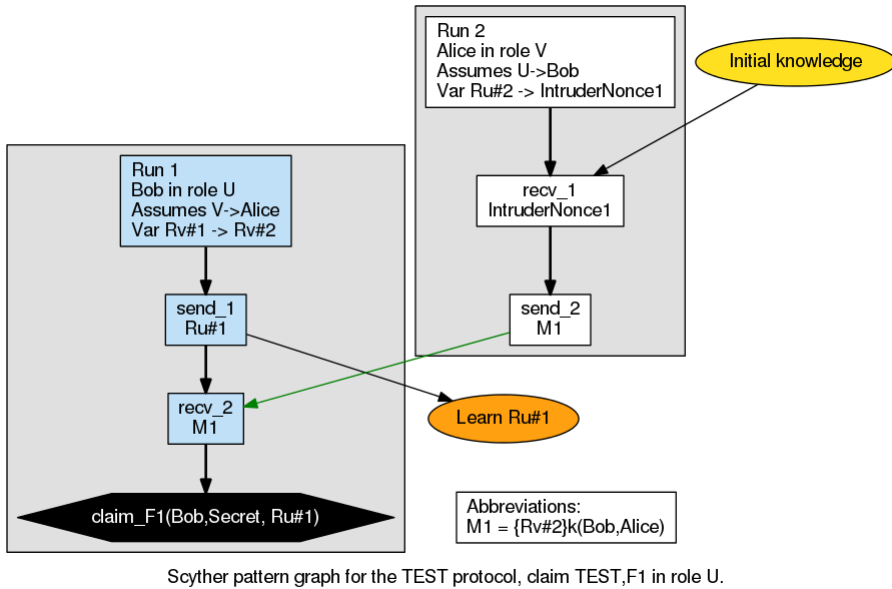 Run 2
Alice in role V
Assumes U->Bob
Var Ru#2 -> IntruderNonce1
Initial knowledge
Run 1
Bob in role U
Assumes V->Alice
Var Rv#1 -> Rv#2
recv_1
IntruderNonce1
send_1
Ru#1
send_2
M1
recv_2
M1
Learn Ru#1
claim_F1(Bob,Secret, Ru#1)
Abbreviations:
M1 = {Rv#2}k(Bob,Alice)
Scyther pattern graph for the TEST protocol, claim TEST,F1 in role U.